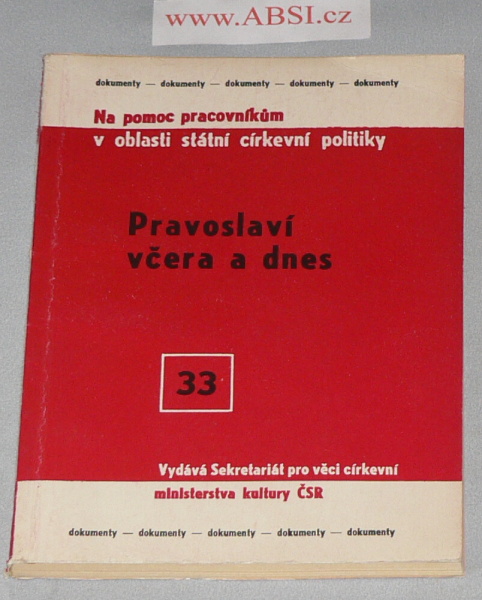 www.ABSI.cz
dokumenty — dokumenty — dokumenty — dokumenty — dokumenty
Na pomoc pracovníkům
v oblasti státní církevní politiky
Pravoslaví
včera a dnes
33
Vydává Sekretariát pro věci církevní
ministerstva kultury ČSR
dokumenty — dokumenty — dokumenty — dokumenty — dokumenty